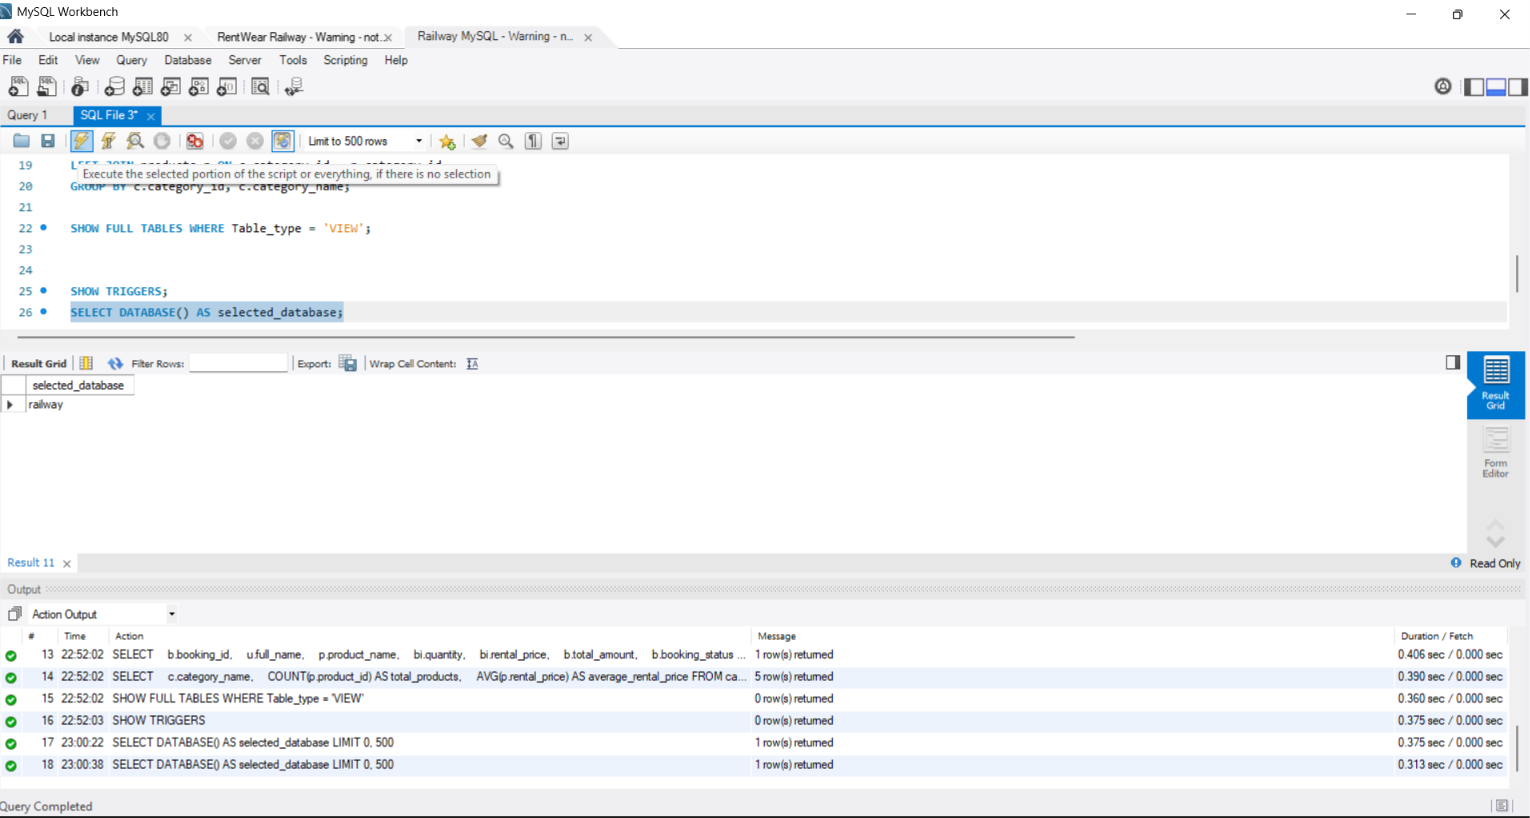 MySQL Workbench
Local instance MySQL80
RentWear Railway - Warning - not...
Railway MySQL - Warning - n...
File Edit View Query Database Server Tools Scripting Help
Query 1
SQL File 3*
Limit to 500 rows
19
Execute the selected portion of the script or everything, if there is no selection
20 GROUP BY c.category_id, c.category_name;
21
22 SHOW FULL TABLES WHERE Table_type = 'VIEW';
23
24
25 SHOW TRIGGERS;
26 SELECT DATABASE() AS selected_database;
Result Grid Filter Rows: Export: Wrap Cell Content:
selected_database
railway
Result Grid
Form Editor
Result 11
Read Only
Output
Action Output
# Time Action Message Duration / Fetch
13 22:52:02 SELECT b.booking_id, u.full_name, p.product_name, bi.quantity, bi.rental_price, b.total_amount, b.booking_status ... 1 row(s) returned 0.406 sec / 0.000 sec
14 22:52:02 SELECT c.category_name, COUNT(p.product_id) AS total_products, AVG(p.rental_price) AS average_rental_price FROM ca... 5 row(s) returned 0.390 sec / 0.000 sec
15 22:52:02 SHOW FULL TABLES WHERE Table_type = 'VIEW' 0 row(s) returned 0.360 sec / 0.000 sec
16 22:52:03 SHOW TRIGGERS 0 row(s) returned 0.375 sec / 0.000 sec
17 23:00:22 SELECT DATABASE() AS selected_database LIMIT 0, 500 1 row(s) returned 0.375 sec / 0.000 sec
18 23:00:38 SELECT DATABASE() AS selected_database LIMIT 0, 500 1 row(s) returned 0.313 sec / 0.000 sec
Query Completed